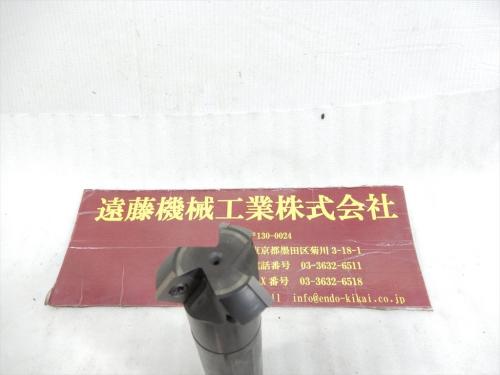 遠藤機械工業株式会社
〒130-0024
東京都墨田区菊川3-18-1
電話番号 03-3632-6511
X番号 03-3632-6518
info@endo-kikai.co.jp